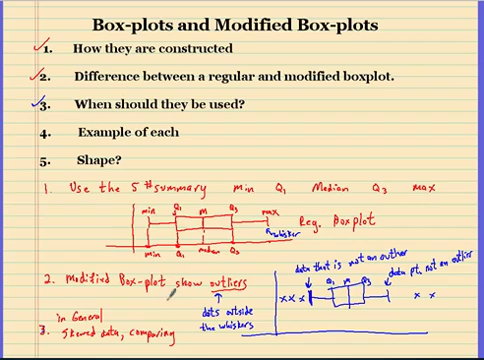 Box-plots and Modified Box-plots
1. How they are constructed
2. Difference between a regular and modified boxplot.
3. When should they be used?
4. Example of each
5. Shape?
1. Use the 5 # summary min Q1 Median Q3 max
min Q1 M Q3 max
whisker
Reg. Boxplot
min Q1 median Q3
2. Modified Box-plot show outliers
dots outside
the whiskers
data that is not an outlier
data pt. not an outlier
Q1 M Q3
x x x x x
in General
3. Skewed data, comparing